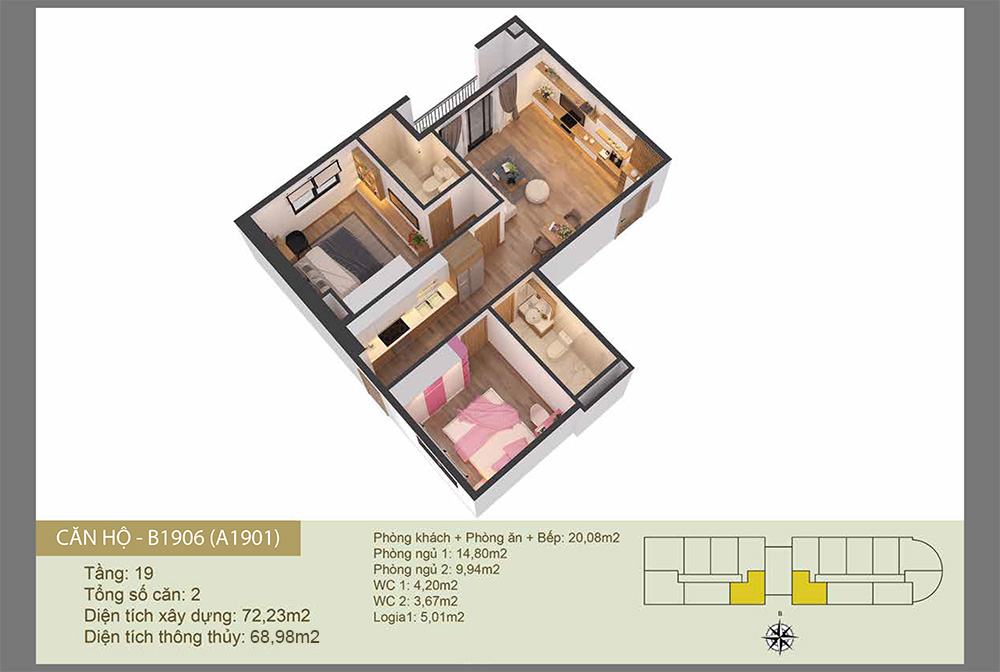 CĂN HỘ - B1906 (A1901)
Tầng: 19
Tổng số căn: 2
Diện tích xây dựng: 72,23m2
Diện tích thông thủy: 68,98m2
Phòng khách + Phòng ăn + Bếp: 20,08m2
Phòng ngủ 1: 14,80m2
Phòng ngủ 2: 9,94m2
WC 1: 4,20m2
WC 2: 3,67m2
Logia1: 5,01m2
B